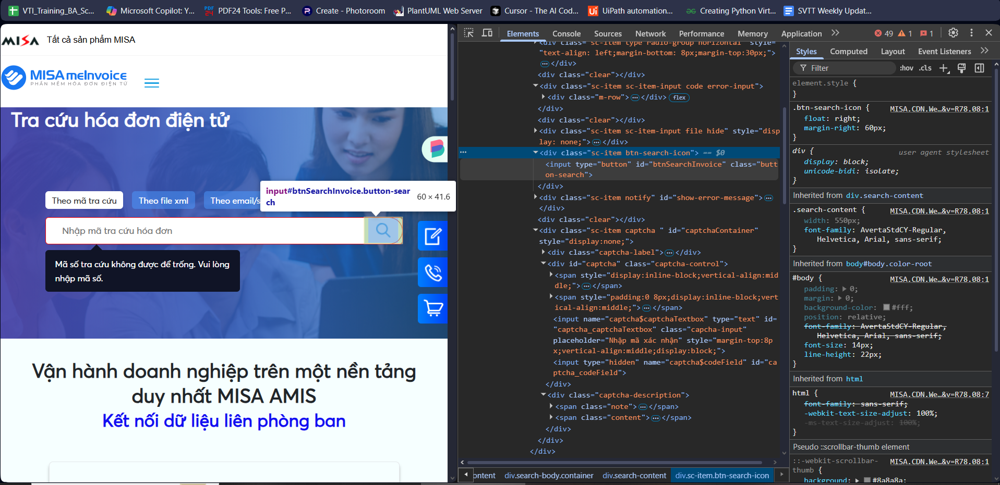 VTI_Training_BA_Sc...
Microsoft Copilot: Y...
PDF24 Tools: Free P...
Create - Photoroom
PlantUML Web Server
Cursor - The AI Cod...
UiPath automation...
Creating Python Virt...
SVTT Weekly Updat...
MISA Tất cả sản phẩm MISA
MISA meInvoice
PHẦN MỀM HÓA ĐƠN ĐIỆN TỬ
Tra cứu hóa đơn điện tử
Theo mã tra cứu
Theo file xml
Theo email/s
input#btnSearchInvoice.button-sear
ch
60 × 41.6
Nhập mã tra cứu hóa đơn
Mã số tra cứu không được để trống. Vui lòng
nhập mã số.
Vận hành doanh nghiệp trên một nền tảng
duy nhất MISA AMIS
Kết nối dữ liệu liên phòng ban
Elements Console Sources Network Performance Memory Application 49 1 1
<div class="sc-item type radio-group horizontal" style=
"text-align: left;margin-bottom: 8px;margin-top:30px;">
… </div>
<div class="clear"></div>
<div class="sc-item sc-item-input code error-input">
<div class="m-row"> … </div> flex
</div>
<div class="clear"></div>
<div class="sc-item sc-item-input file hide" style="disp
lay: none;"> … </div>
<div class="sc-item btn-search-icon"> == $0
<input type="button" id="btnSearchInvoice" class="butt
on-search">
</div>
<div class="sc-item notify" id="show-error-message"> …
</div>
<div class="clear"></div>
<div class="sc-item captcha " id="captchaContainer"
style="display:none;">
<div class="captcha-label"> … </div>
<div id="captcha" class="captcha-control">
<span style="display:inline-block;vertical-align:mid
dle;"> … </span>
<span style="padding:0 8px;display:inline-block;vert
ical-align:middle;"> … </span>
<input name="captcha$captchaTextbox" type="text" id=
"captcha_captchaTextbox" class="capcha-input"
placeholder="Nhập mã xác nhận" style="margin-top:8p
x;vertical-align:middle;display:block;">
<input type="hidden" name="captcha$codeField" id="ca
ptcha_codeField">
</div>
<div class="captcha-description">
<span class="note"> … </span>
<span class="content"> … </span>
</div>
</div>
</div>
ontent div.search-body.container div.search-content div.sc-item.btn-search-icon
Styles Computed Layout Event Listeners
Filter :hov .cls
element.style {
}
.btn-search-icon { MISA.CDN.We…&v=R78.08:1
float: right;
margin-right: 60px;
}
div { user agent stylesheet
display: block;
unicode-bidi: isolate;
}
Inherited from div.search-content
.search-content { MISA.CDN.We…&v=R78.08:1
width: 550px;
font-family: AvertaStdCY-Regular,
Helvetica, Arial, sans-serif;
}
Inherited from body#body.color-root
#body { MISA.CDN.We…&v=R78.08:1
padding: 0;
margin: 0;
background-color: #fff;
position: relative;
font-family: AvertaStdCY-Regular,
Helvetica, Arial, sans-serif;
font-size: 14px;
line-height: 22px;
}
Inherited from html
html { MISA.CDN.We…&v=R78.08:7
font-family: sans-serif;
-webkit-text-size-adjust: 100%;
-ms-text-size-adjust: 100%;
}
Pseudo ::scrollbar-thumb element
::-webkit-scrollbar- MISA.CDN.We…&v=R78.08:1
thumb {
background: #8a8a8a;